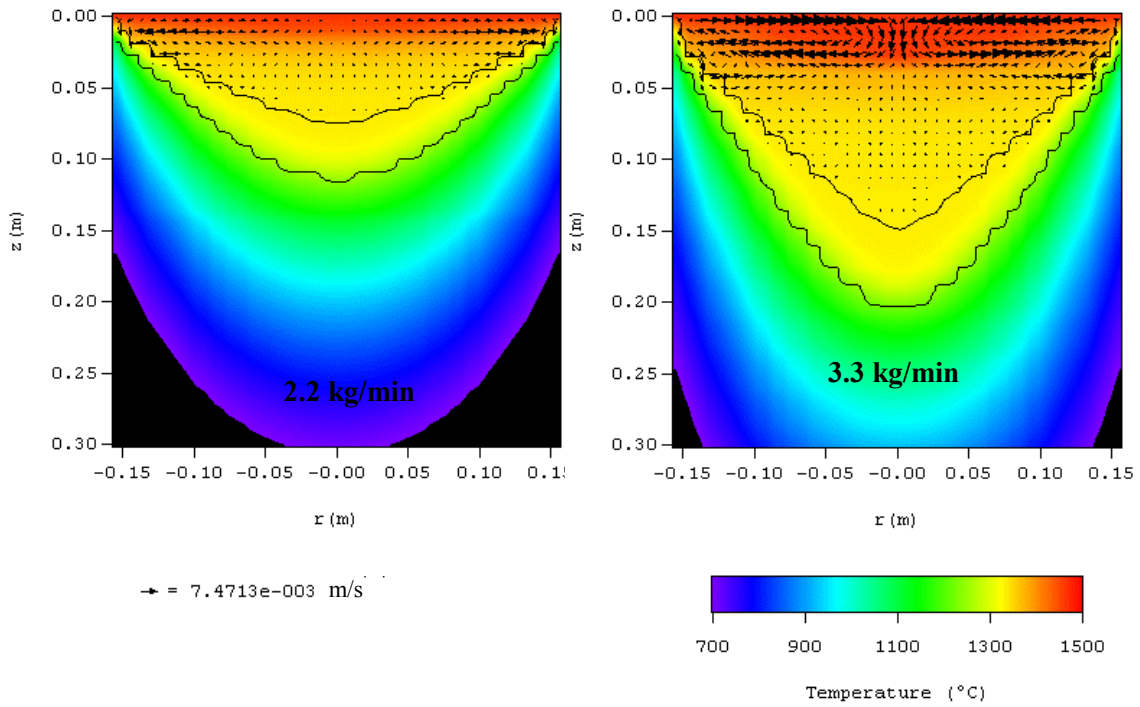 0.00
0.05
0.10
0.15
0.20
0.25
0.30
z (m)
2.2 kg/min
-0.15 -0.10 -0.05 -0.00 0.05 0.10 0.15
r (m)
0.00
0.05
0.10
0.15
0.20
0.25
0.30
z (m)
3.3 kg/min
-0.15 -0.10 -0.05 -0.00 0.05 0.10 0.15
r (m)
= 7.4713e-003 m/s
700 900 1100 1300 1500
Temperature (°C)